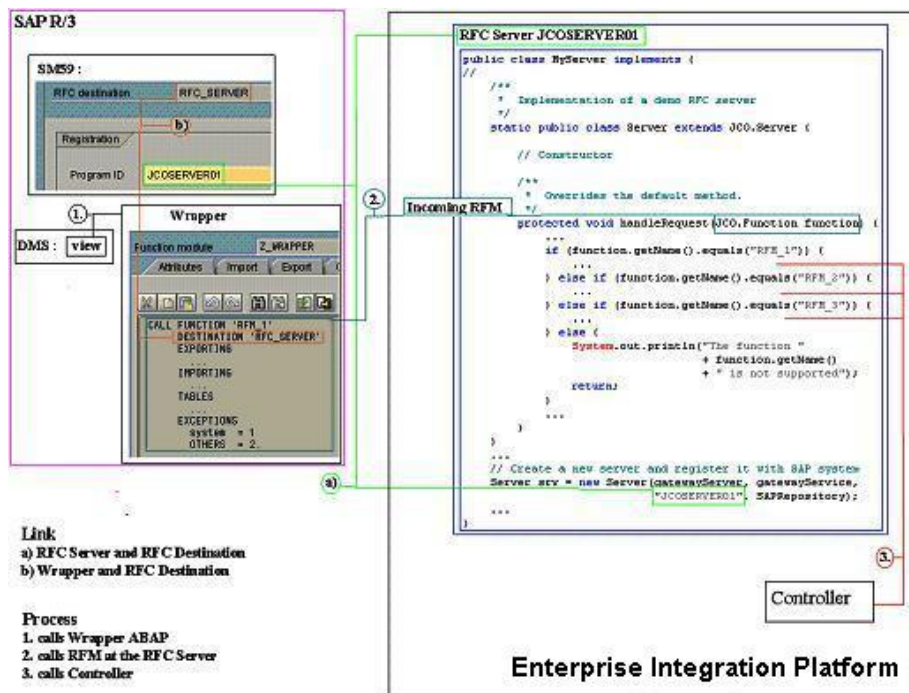 SAP R/3
SM59 :
RFC destination RFC_SERVER
b)
Registration
Program ID JCOSERVER01
1.
Wrapper
DMS : view
Function module Z_WRAPPER
Attributes Import Export
CALL FUNCTION 'RFM_1'
DESTINATION 'RFC_SERVER'
EXPORTING
...
IMPORTING
...
TABLES
...
EXCEPTIONS
system = 1
OTHERS = 2.
a)
2.
Incoming RFM
RFC Server JCOSERVER01
public class MyServer implements {
//
/**
* Implementation of a demo RFC server
*/
static public class Server extends JCO.Server {
// Constructor
/**
* Overrides the default method.
*/
protected void handleRequest(JCO.Function function) {
...
if (function.getName().equals("RFM_1")) {
...
} else if (function.getName().equals("RFM_2")) {
...
} else if (function.getName().equals("RFM_3")) {
...
} else {
System.out.println("The function "
+ function.getName()
+ " is not supported");
return;
}
...
}
}
...
// Create a new server and register it with SAP system
Server srv = new Server(gatewayServer, gatewayService,
"JCOSERVER01", SAPRepository);
...
}
3.
Controller
Link
a) RFC Server and RFC Destination
b) Wrapper and RFC Destination
Process
1. calls Wrapper ABAP
2. calls RFM at the RFC Server
3. calls Controller
Enterprise Integration Platform